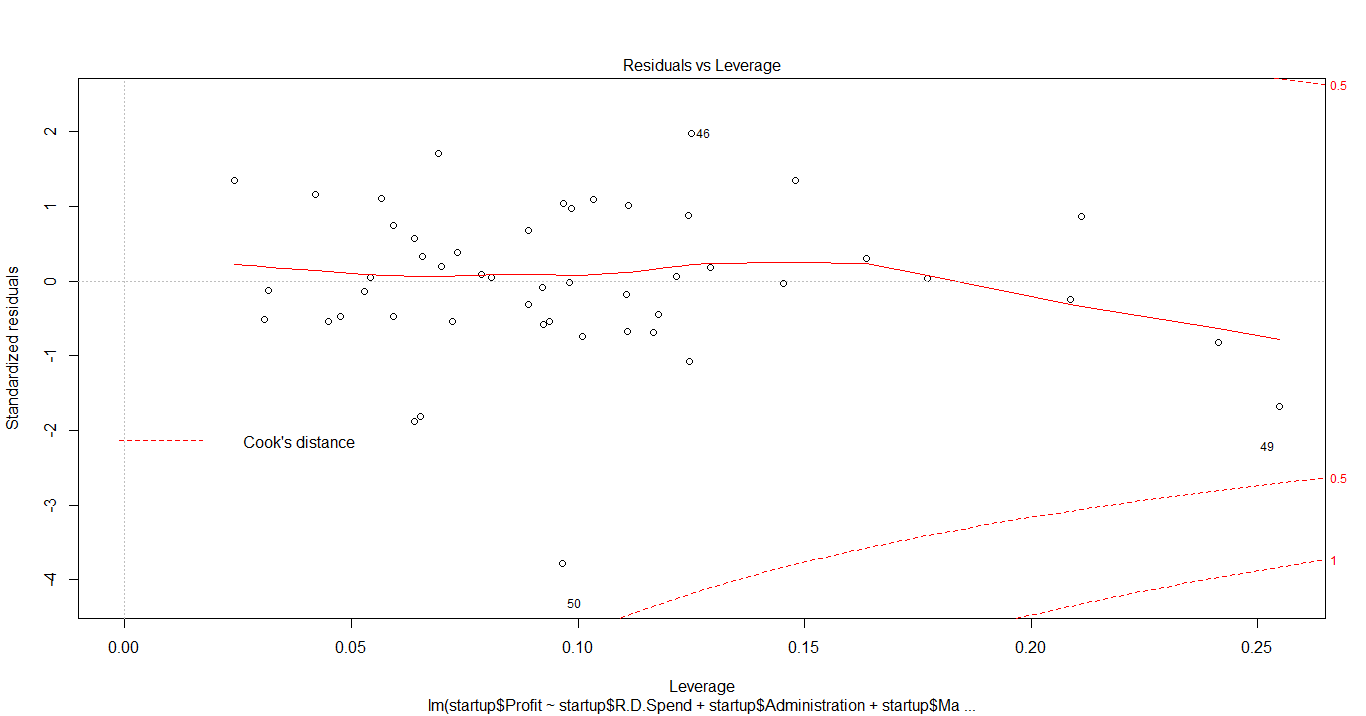 Residuals vs Leverage
0.5
2
46
1
0
Standardized residuals
-1
-2
Cook's distance
49
0.5
-3
1
-4
50
0.00 0.05 0.10 0.15 0.20 0.25
Leverage
lm(startup$Profit ~ startup$R.D.Spend + startup$Administration + startup$Ma ...